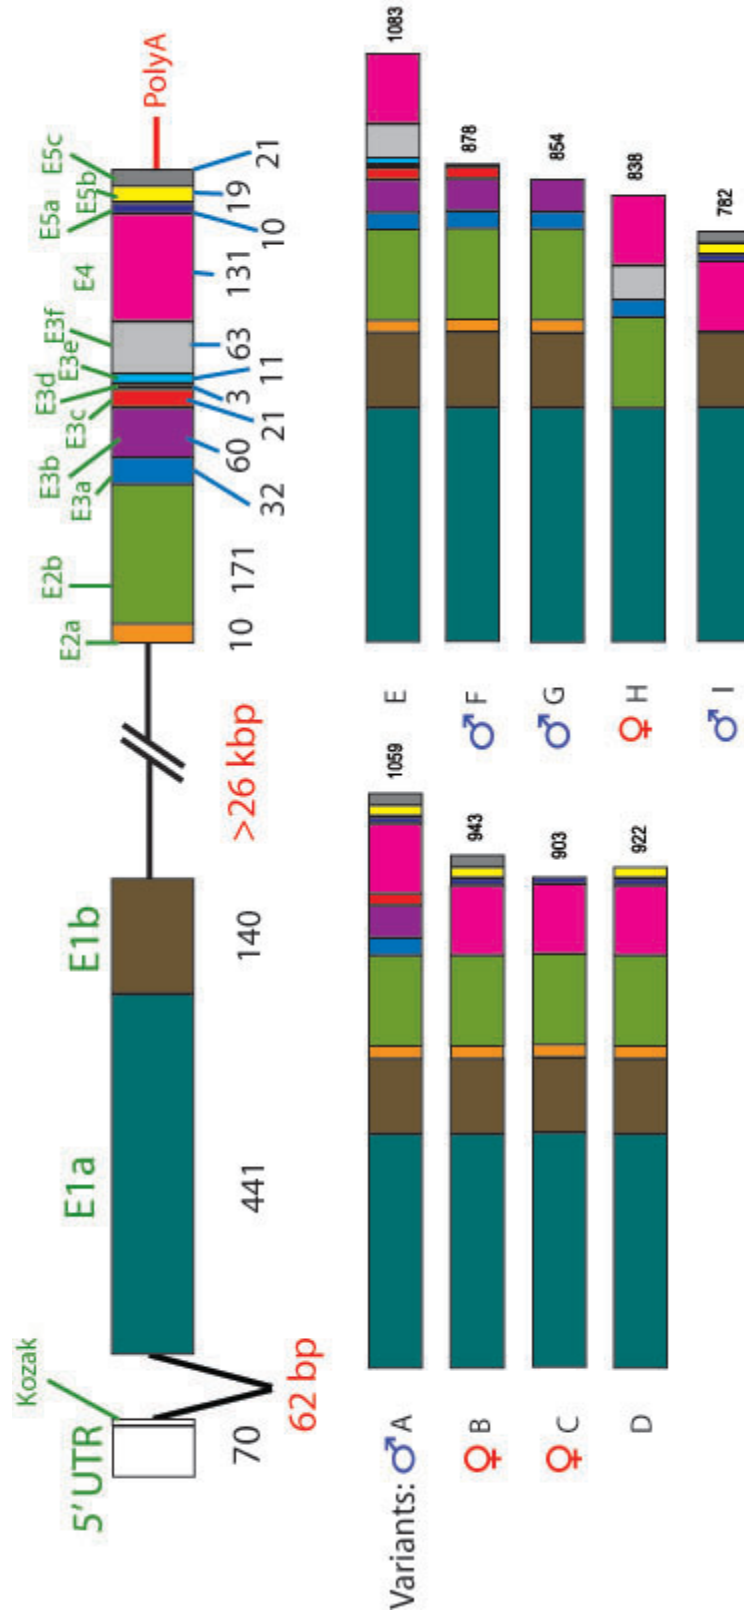 5' UTR
Kozak
70
62 bp
E1a
441
E1b
140
>26 kbp
E2a
E2b
E3a
E3b
E3c
E3d
E3e
E3f
E4
E5a
E5b
E5c
PolyA
10
171
32
60
21
3
11
63
131
10
19
21
Variants: ♂ A
1059
♀ B
943
♀ C
903
D
922
E
1083
♂ F
878
♂ G
854
♀ H
838
♂ I
782